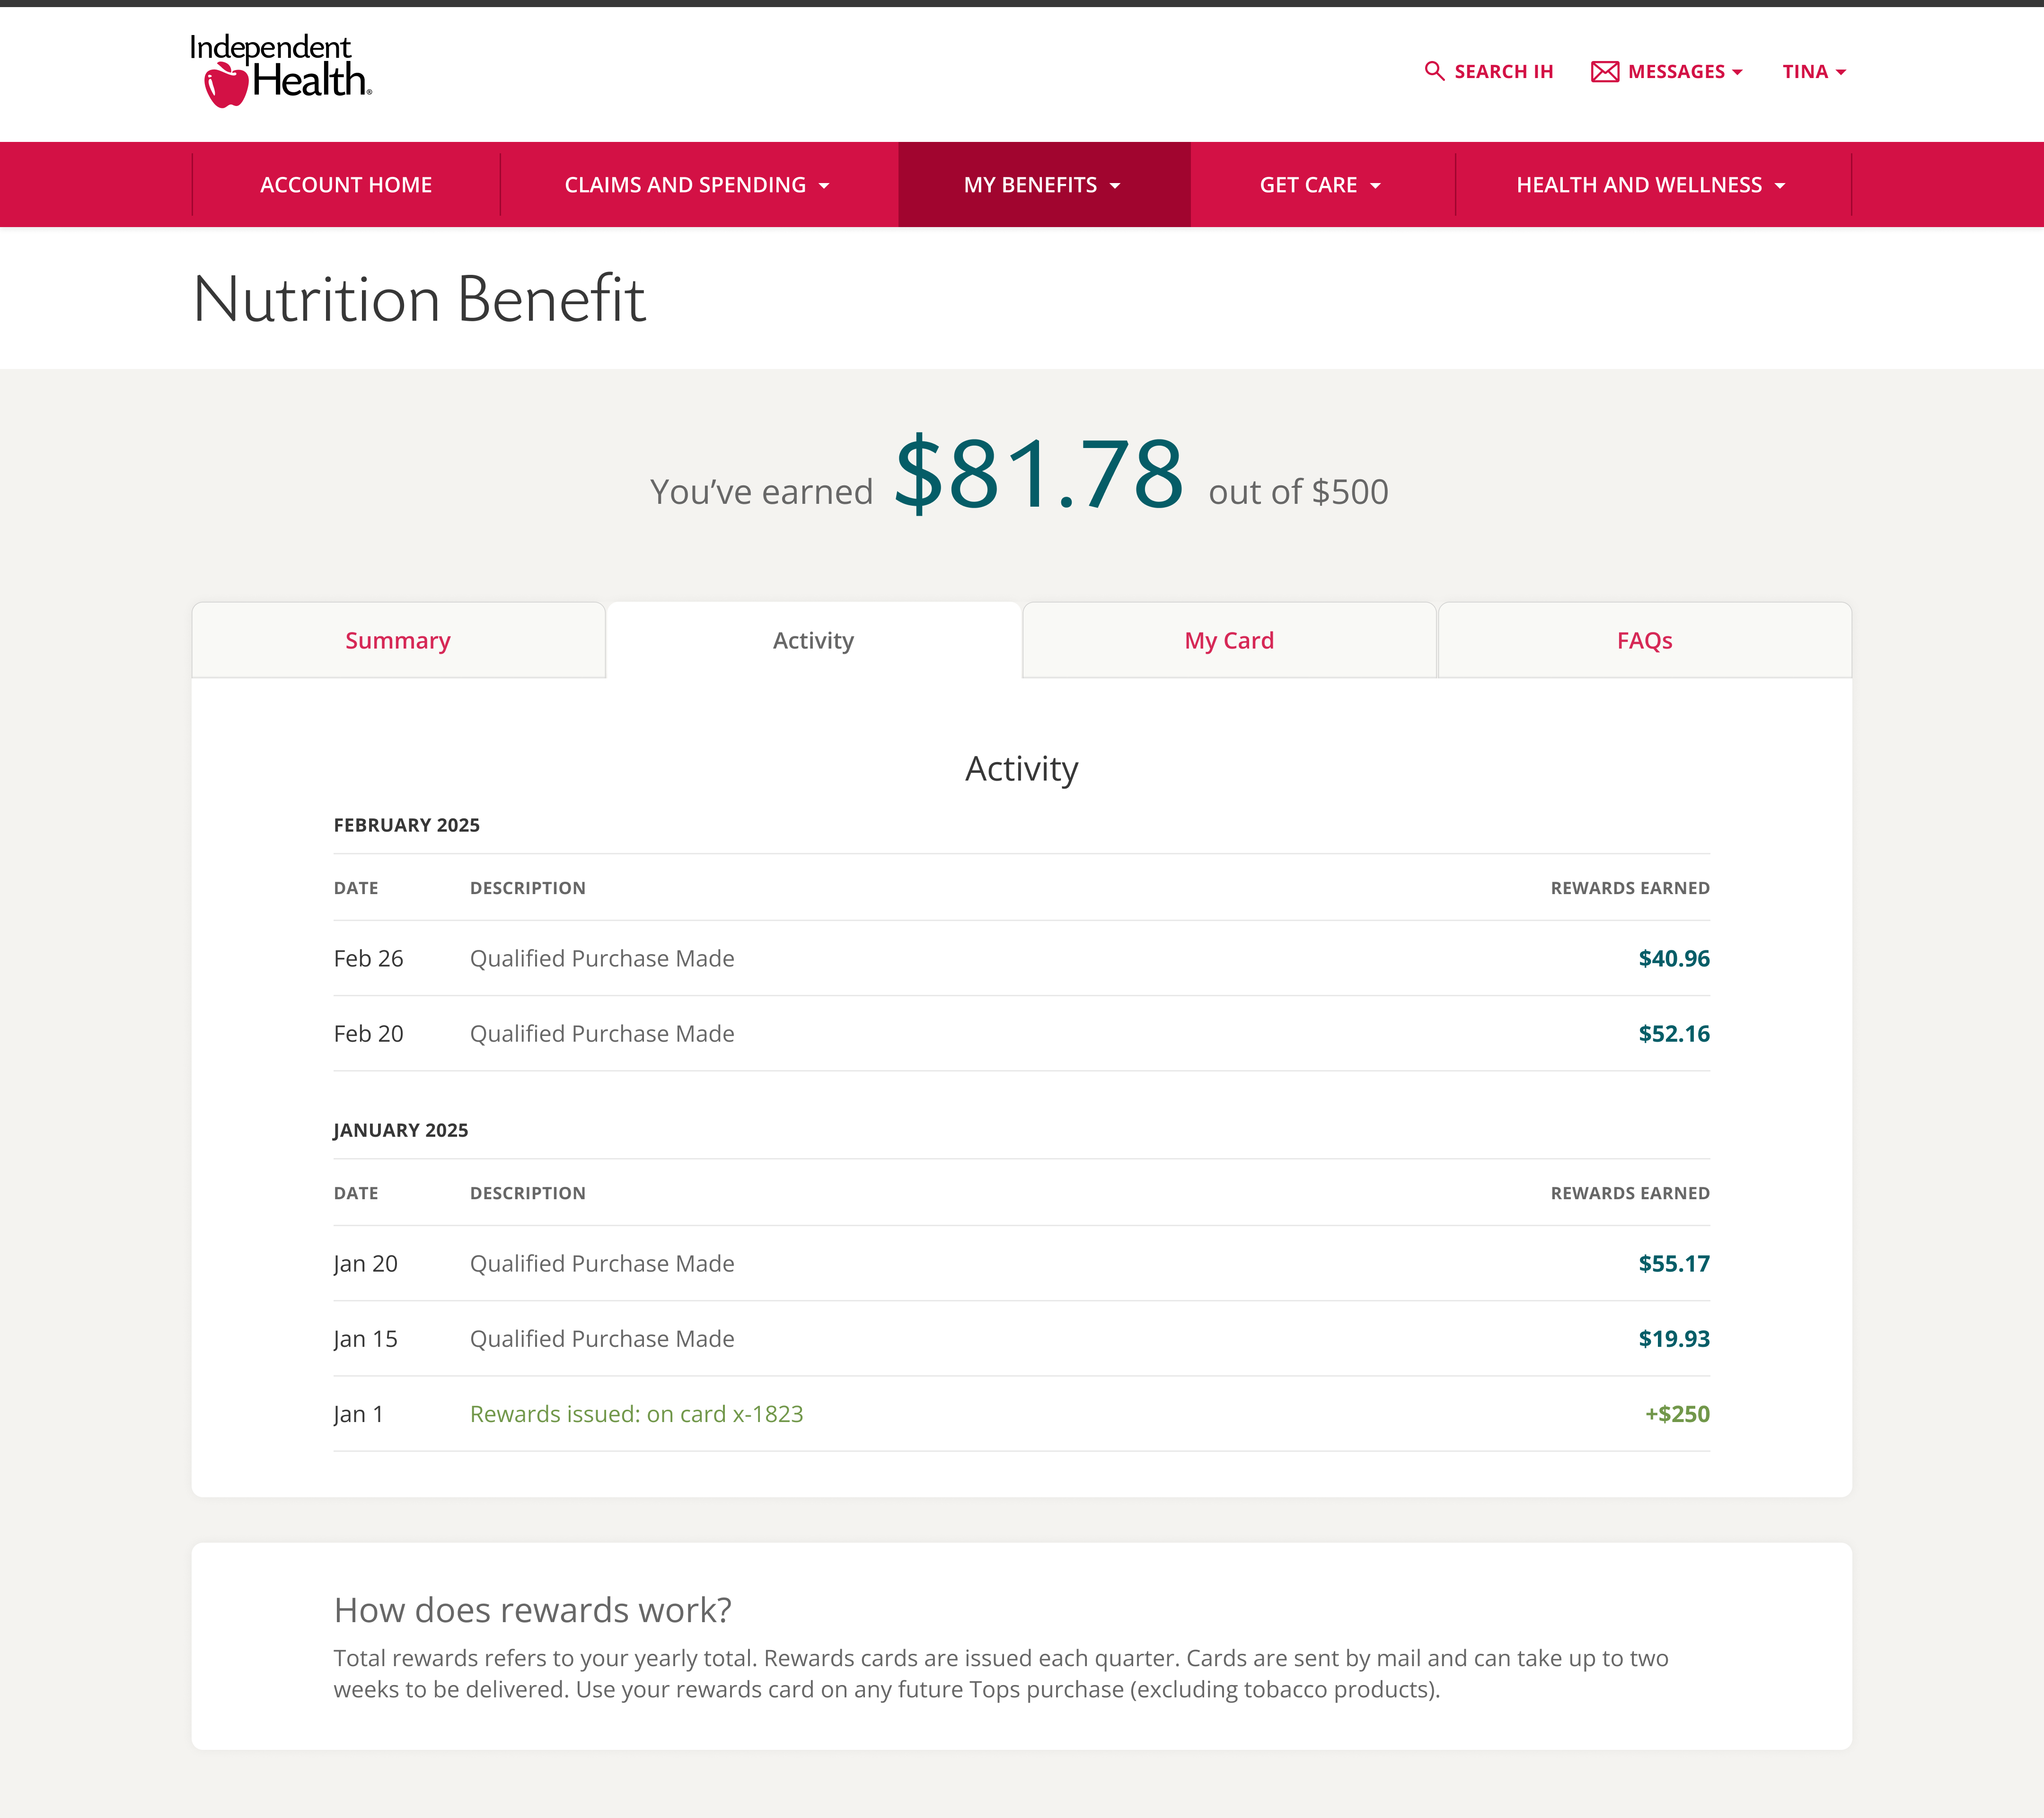 Independent
Health®
SEARCH IH MESSAGES TINA
ACCOUNT HOME CLAIMS AND SPENDING MY BENEFITS GET CARE HEALTH AND WELLNESS
Nutrition Benefit
You’ve earned $81.78 out of $500
Summary Activity My Card FAQs
Activity
FEBRUARY 2025
DATE DESCRIPTION REWARDS EARNED
Feb 26 Qualified Purchase Made $40.96
Feb 20 Qualified Purchase Made $52.16
JANUARY 2025
DATE DESCRIPTION REWARDS EARNED
Jan 20 Qualified Purchase Made $55.17
Jan 15 Qualified Purchase Made $19.93
Jan 1 Rewards issued: on card x-1823 +$250
How does rewards work?
Total rewards refers to your yearly total. Rewards cards are issued each quarter. Cards are sent by mail and can take up to two
weeks to be delivered. Use your rewards card on any future Tops purchase (excluding tobacco products).